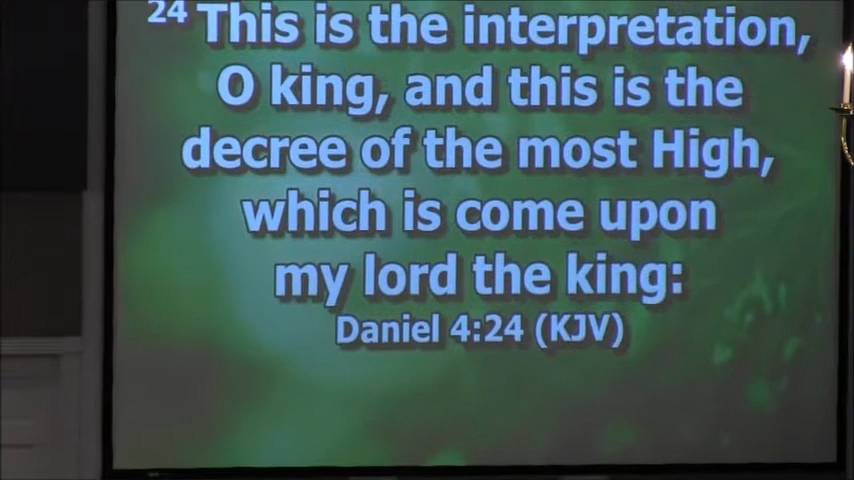 24 This is the interpretation,
O king, and this is the
decree of the most High,
which is come upon
my lord the king:
Daniel 4:24 (KJV)